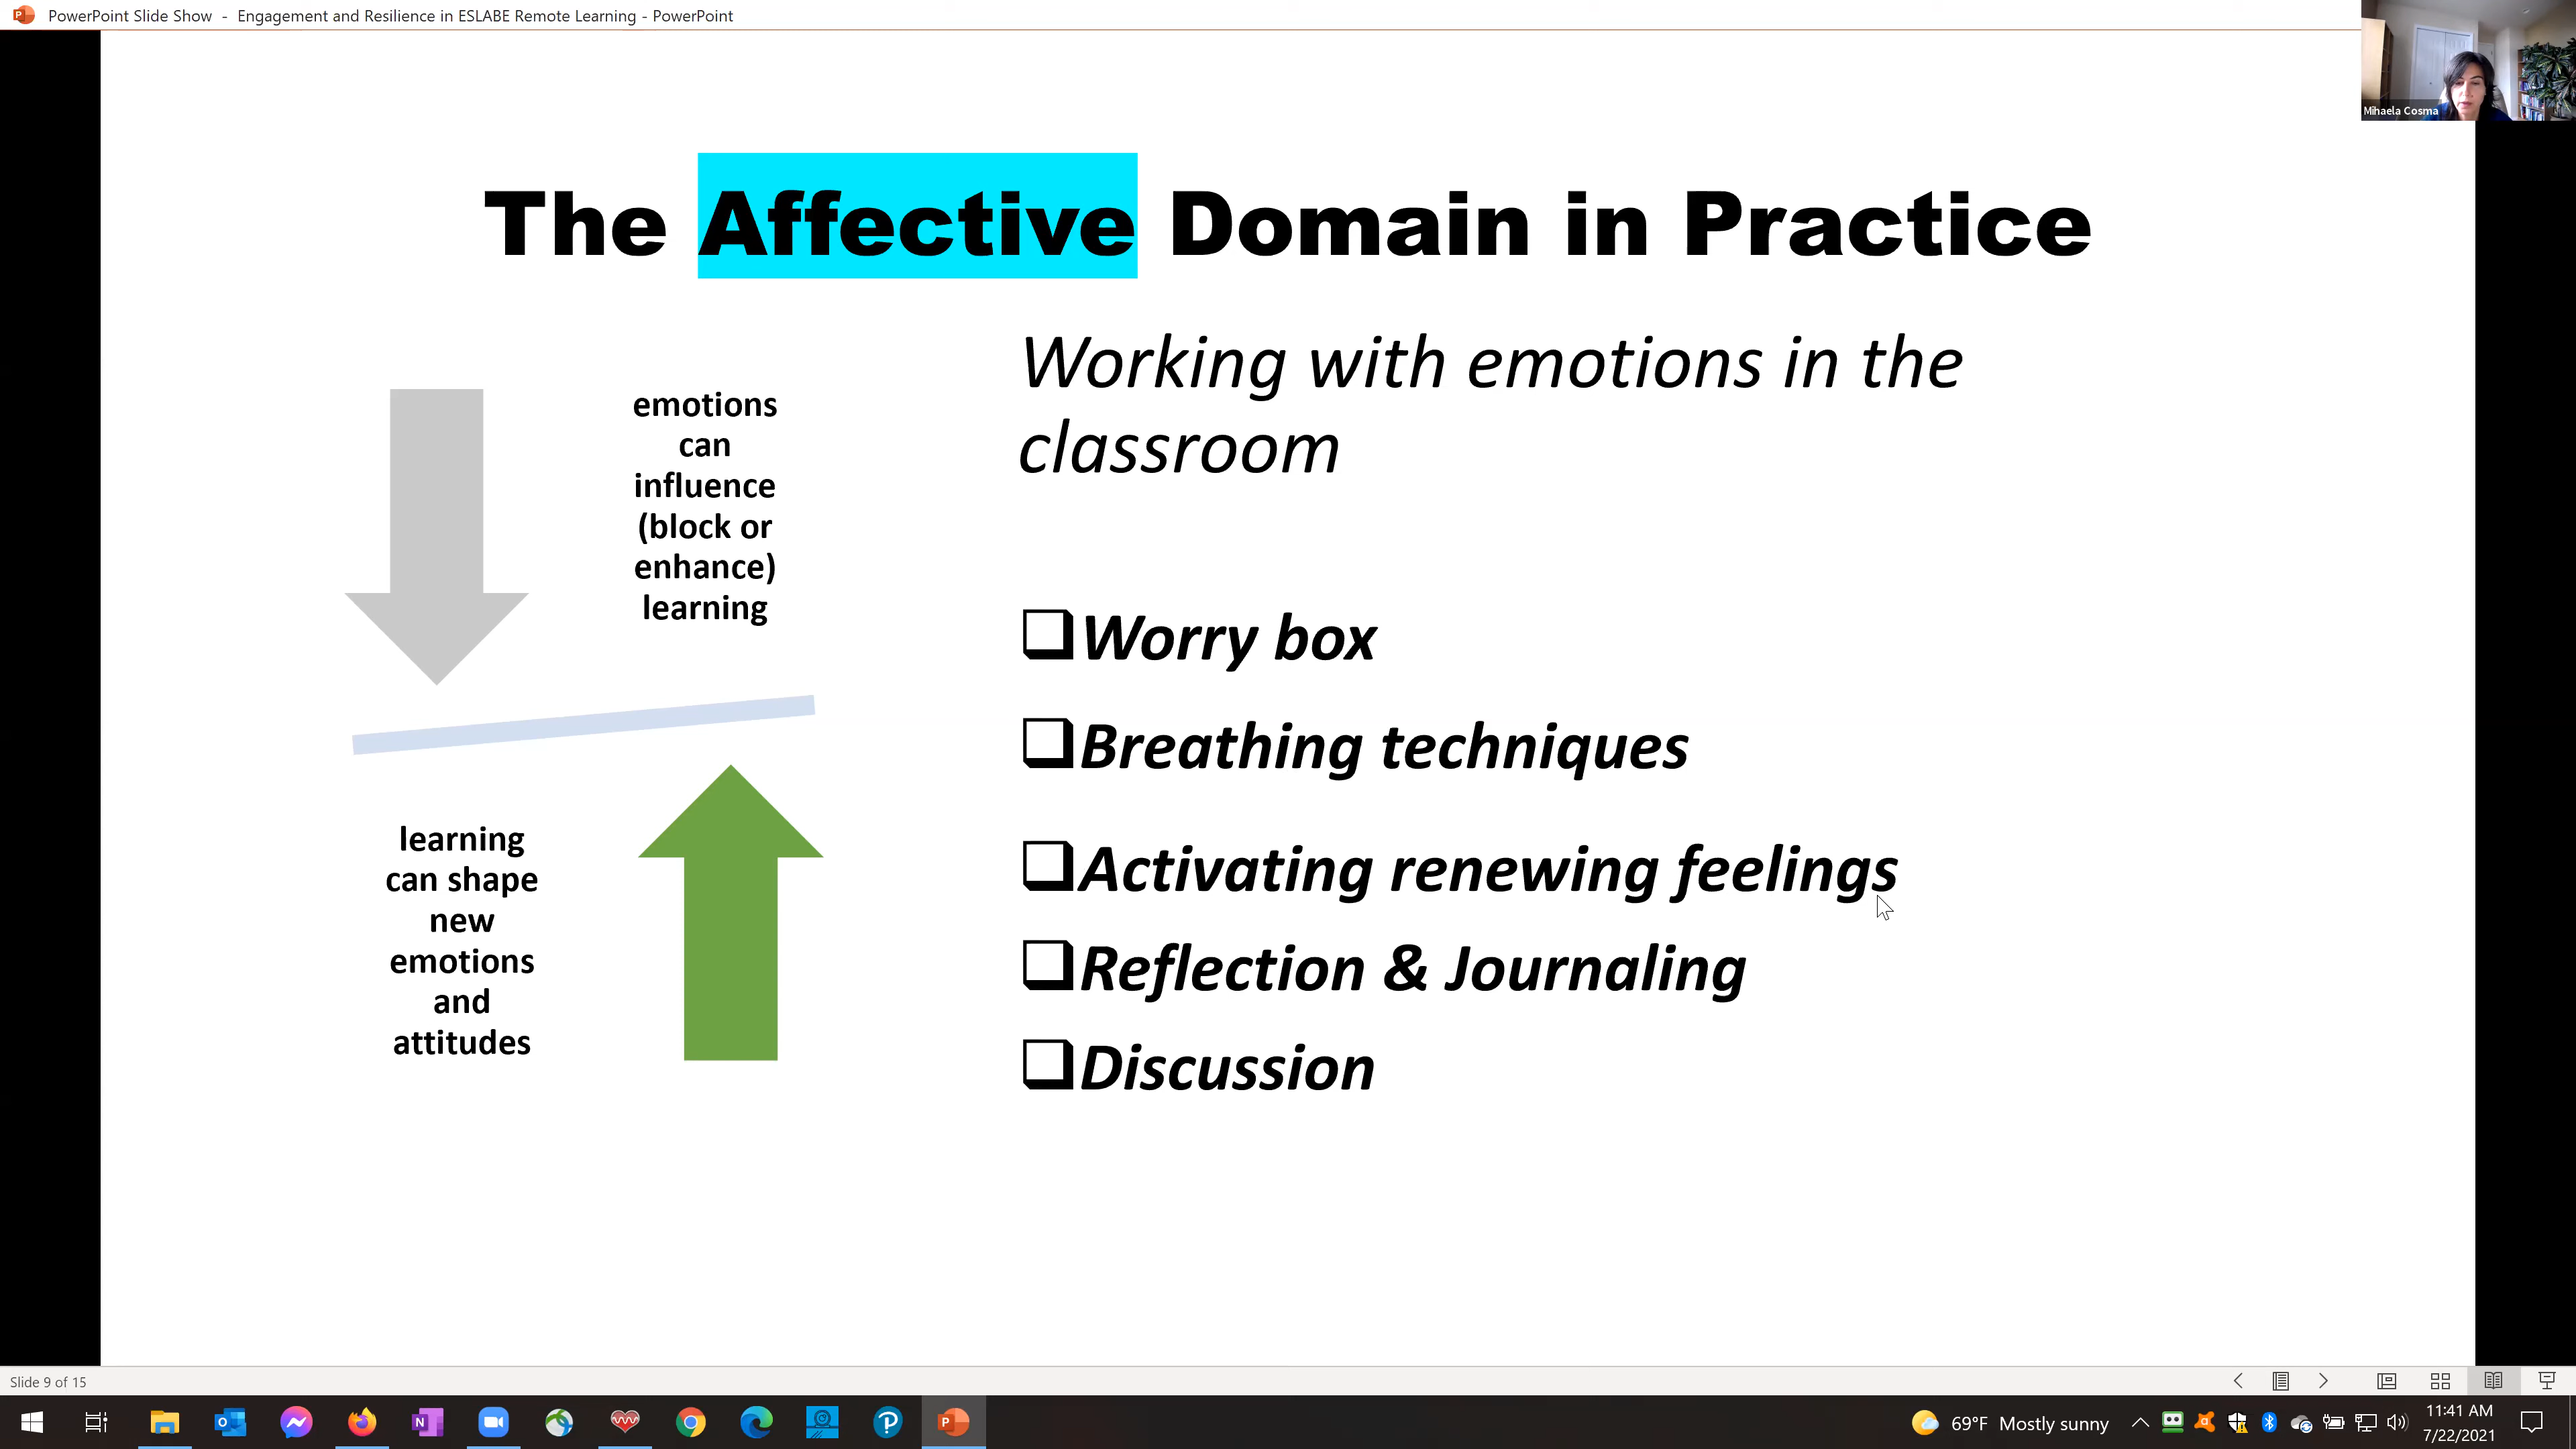 PowerPoint Slide Show - Engagement and Resilience in ESLABE Remote Learning - PowerPoint
Mihaela Cosma
The Affective Domain in Practice
emotions
can
influence
(block or
enhance)
learning
learning
can shape
new
emotions
and
attitudes
Working with emotions in the
classroom
Worry box
Breathing techniques
Activating renewing feelings
Reflection & Journaling
Discussion
Slide 9 of 15
69°F Mostly sunny
11:41 AM
7/22/2021